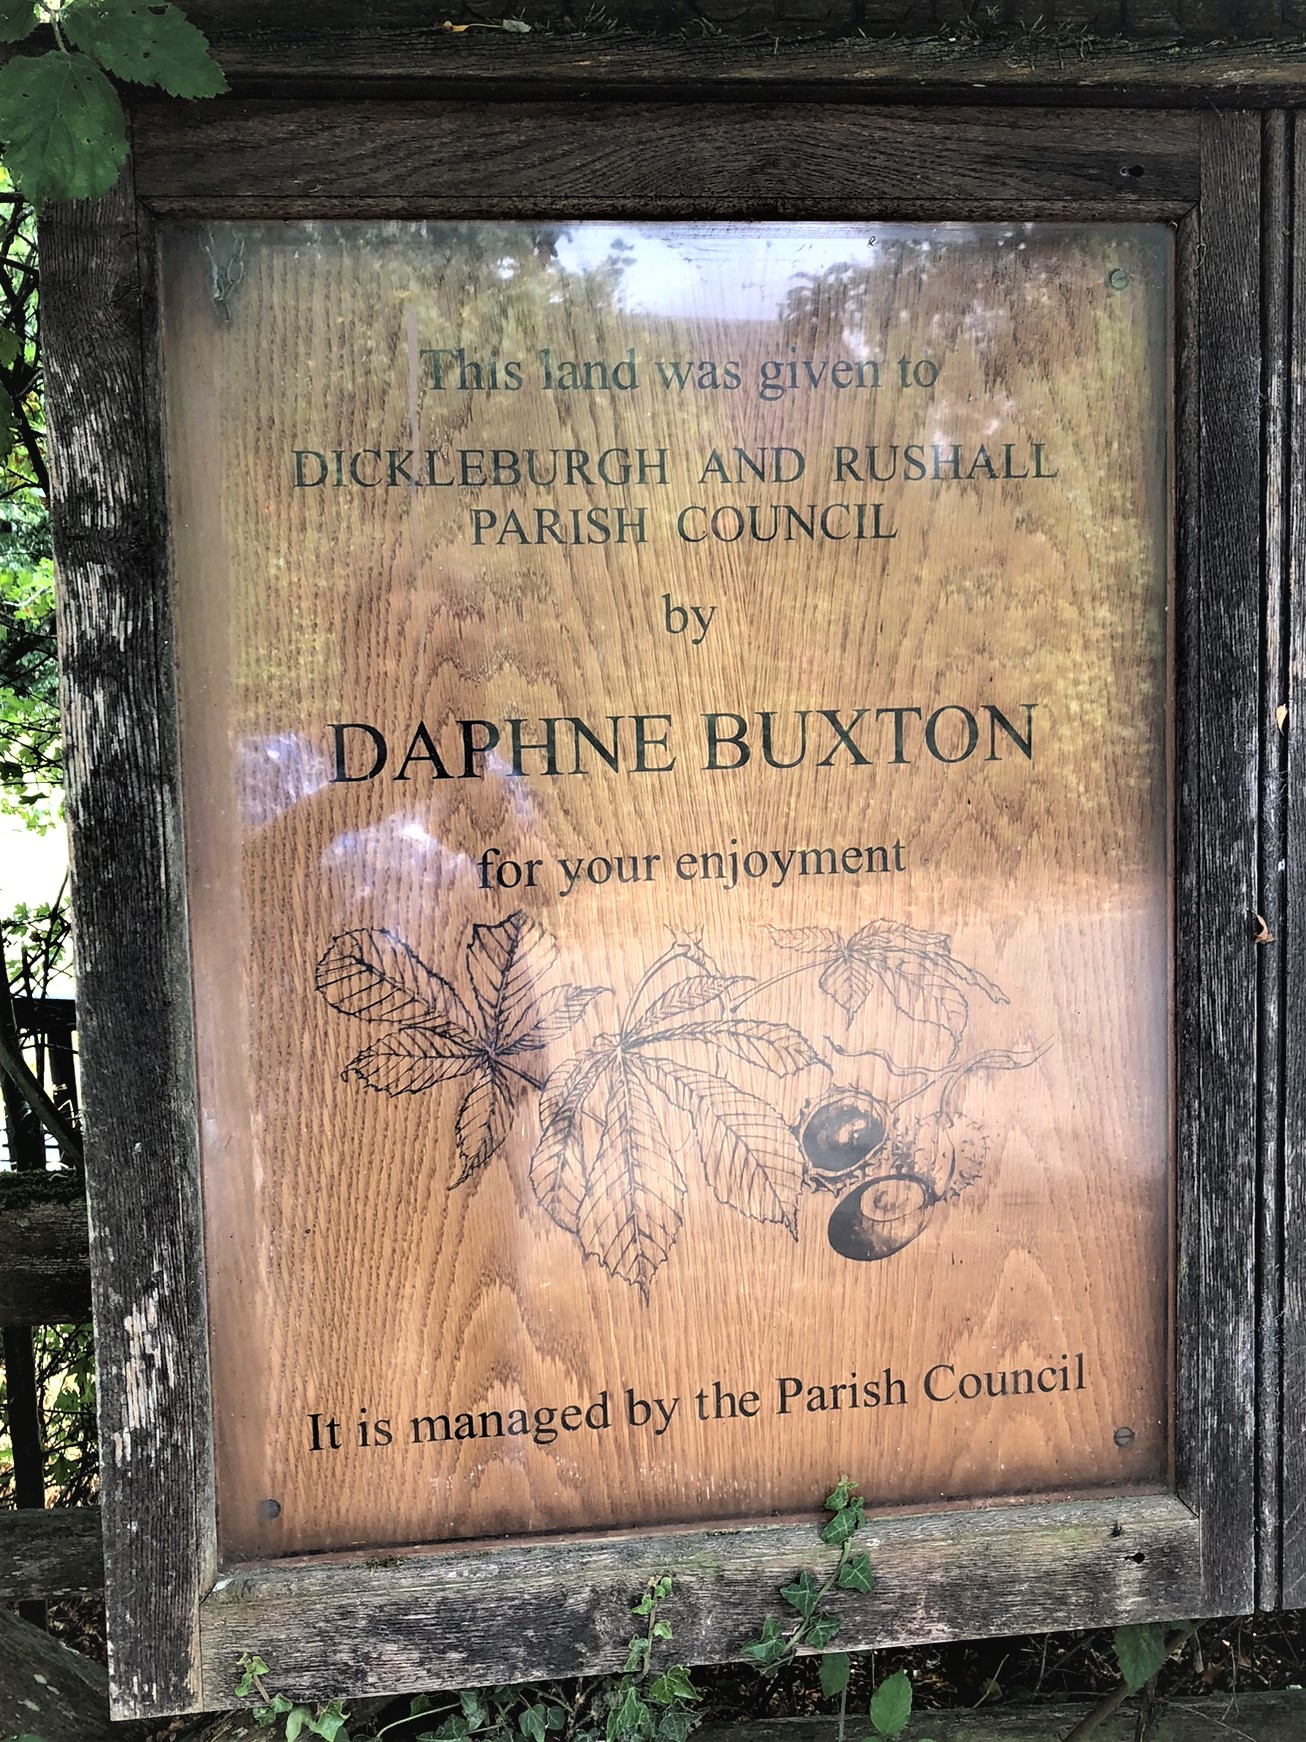 This land was given to
DICKLEBURGH AND RUSHALL
PARISH COUNCIL
by
DAPHNE BUXTON
for your enjoyment
It is managed by the Parish Council